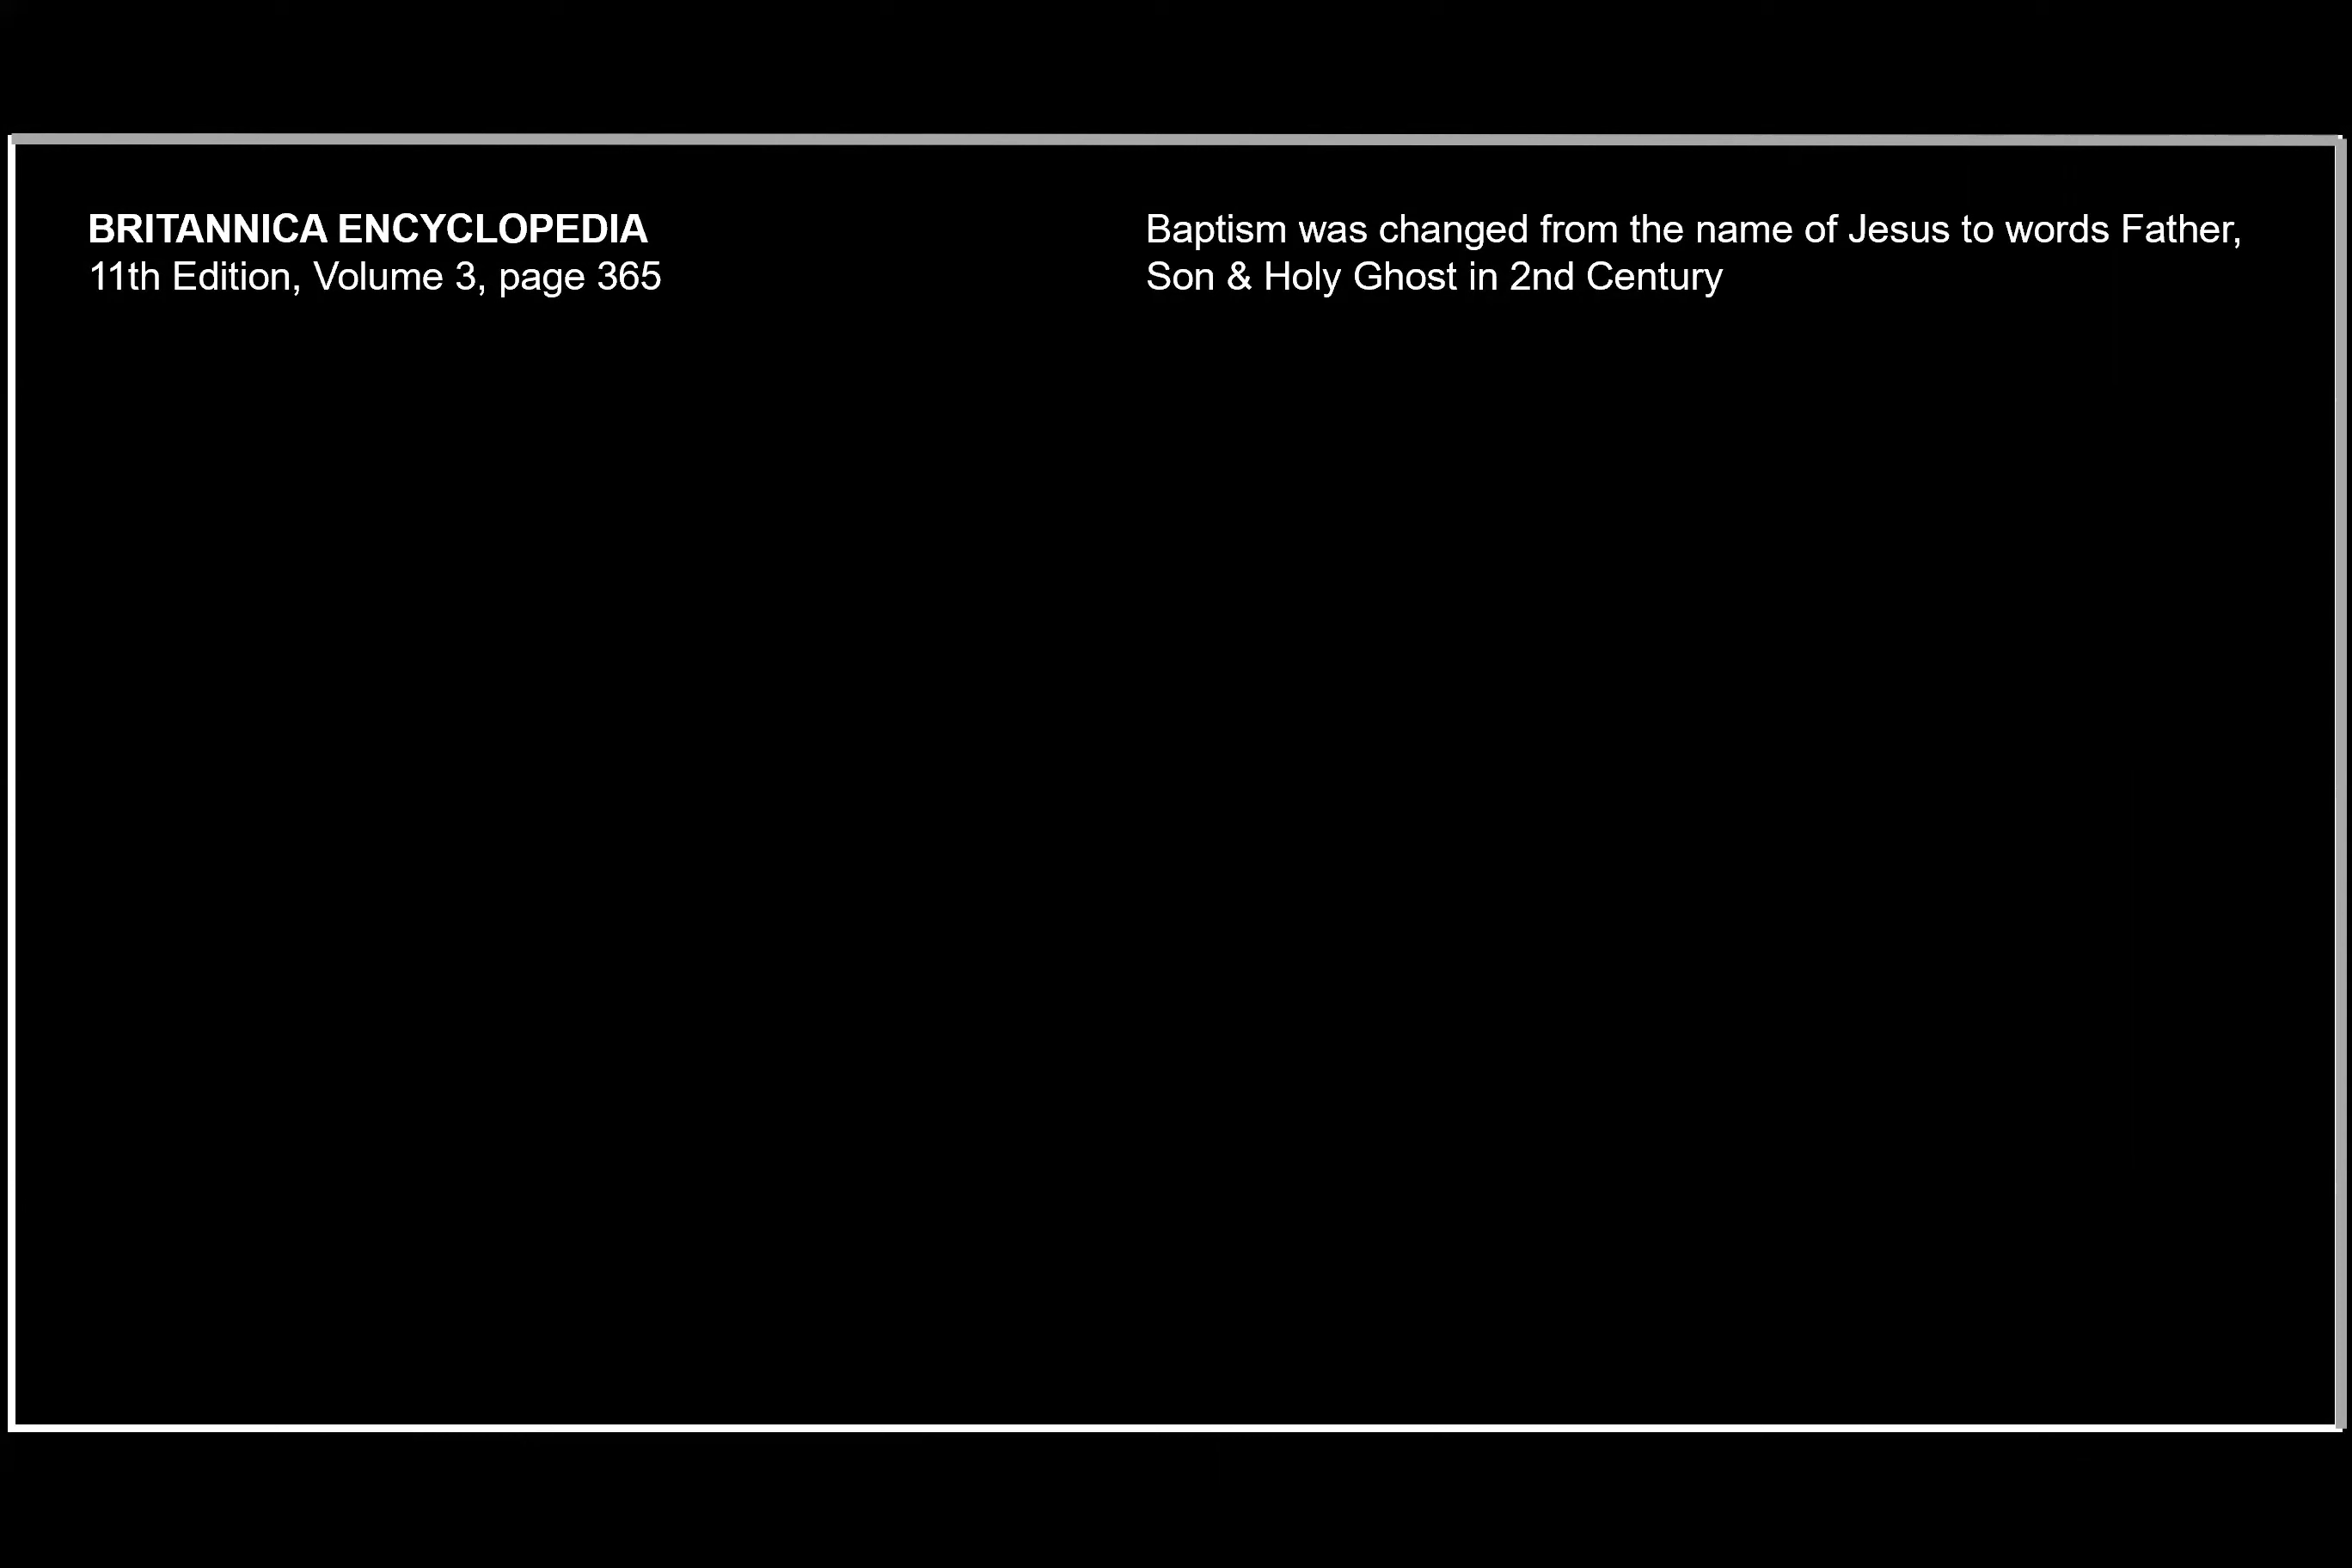 BRITANNICA ENCYCLOPEDIA
11th Edition, Volume 3, page 365
Baptism was changed from the name of Jesus to words Father,
Son & Holy Ghost in 2nd Century